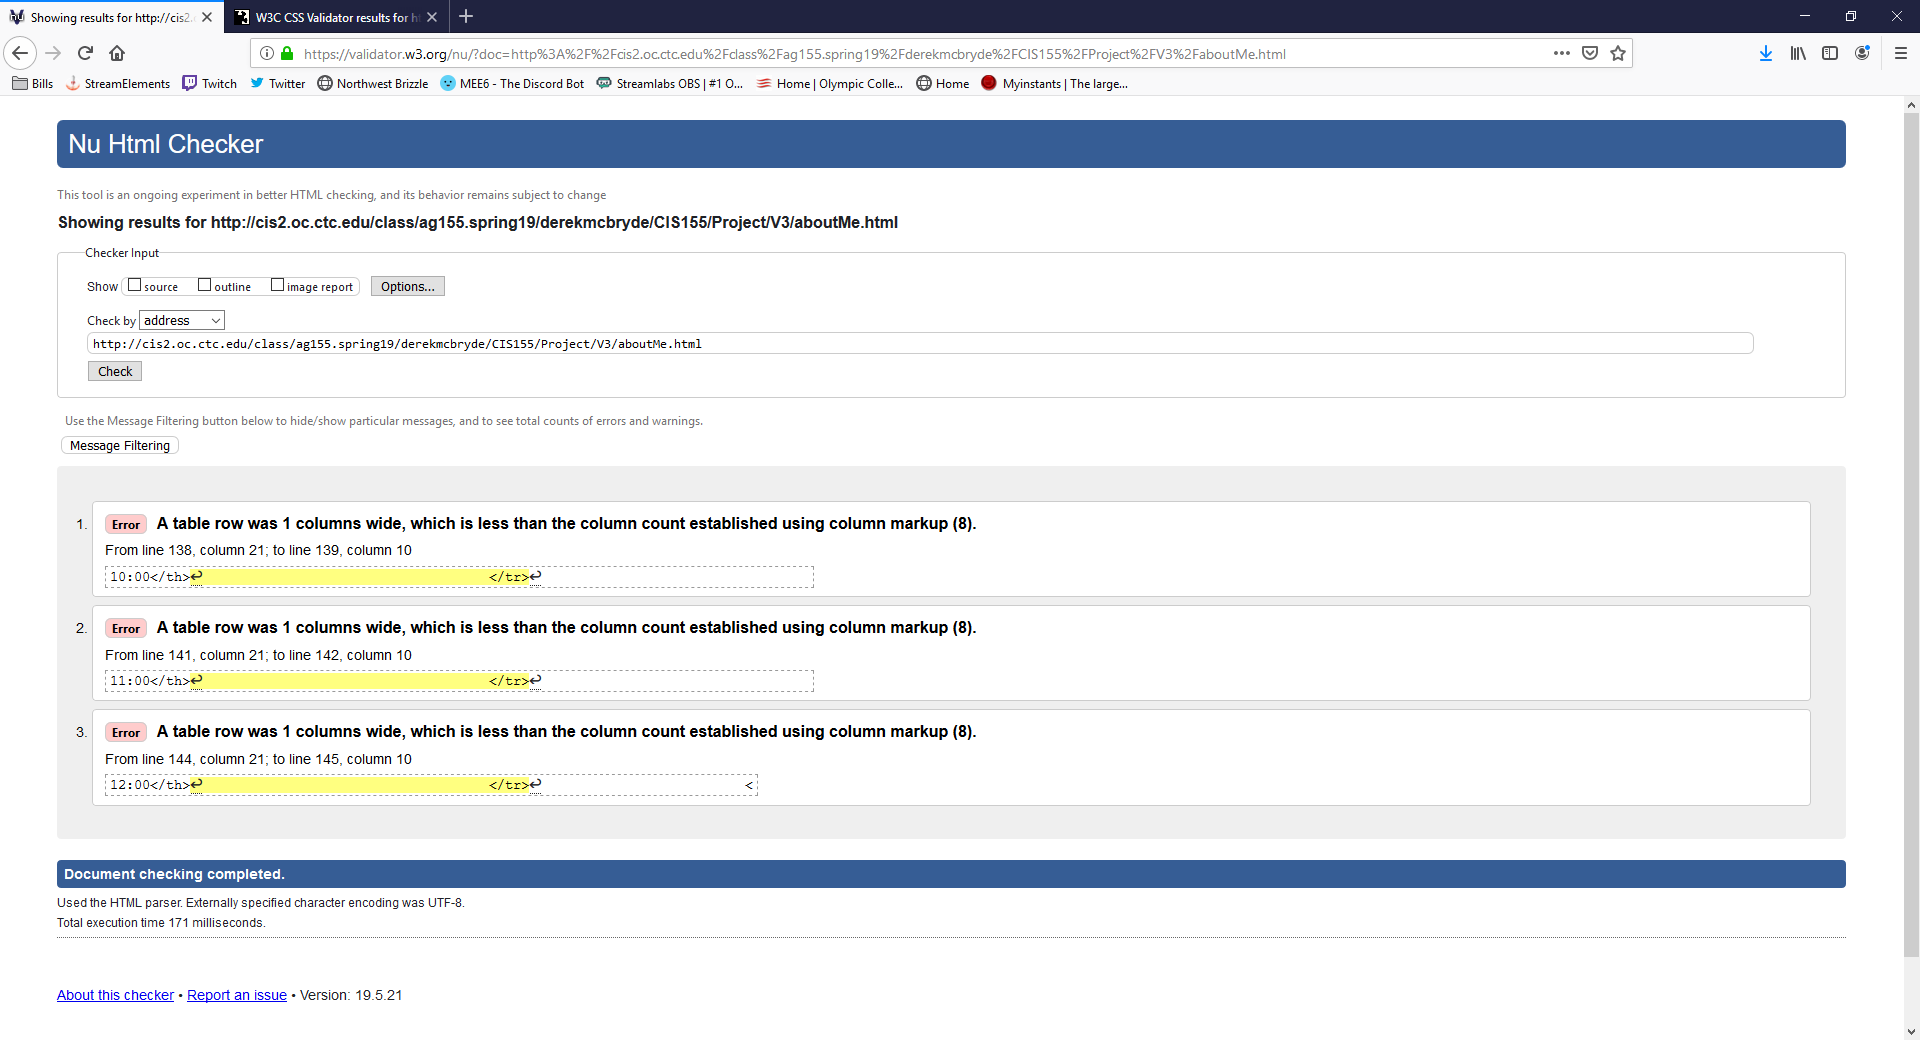 Showing results for http://cis2.
W3C CSS Validator results for h
https://validator.w3.org/nu/?doc=http%3A%2F%2Fcis2.oc.ctc.edu%2Fclass%2Fag155.spring19%2Fderekmcbryde%2FCIS155%2FProject%2FV3%2FaboutMe.html
Bills StreamElements Twitch Twitter Northwest Brizzle MEE6 - The Discord Bot Streamlabs OBS | #1 O... Home | Olympic Colle... Home Myinstants | The large...
Nu Html Checker
This tool is an ongoing experiment in better HTML checking, and its behavior remains subject to change
Showing results for http://cis2.oc.ctc.edu/class/ag155.spring19/derekmcbryde/CIS155/Project/V3/aboutMe.html
Checker Input
Show source outline image report Options...
Check by address
http://cis2.oc.ctc.edu/class/ag155.spring19/derekmcbryde/CIS155/Project/V3/aboutMe.html
Check
Use the Message Filtering button below to hide/show particular messages, and to see total counts of errors and warnings.
Message Filtering
1. Error A table row was 1 columns wide, which is less than the column count established using column markup (8).
From line 138, column 21; to line 139, column 10
10:00</th>↩ </tr>↩
2. Error A table row was 1 columns wide, which is less than the column count established using column markup (8).
From line 141, column 21; to line 142, column 10
11:00</th>↩ </tr>↩
3. Error A table row was 1 columns wide, which is less than the column count established using column markup (8).
From line 144, column 21; to line 145, column 10
12:00</th>↩ </tr>↩ <
Document checking completed.
Used the HTML parser. Externally specified character encoding was UTF-8.
Total execution time 171 milliseconds.
About this checker • Report an issue • Version: 19.5.21